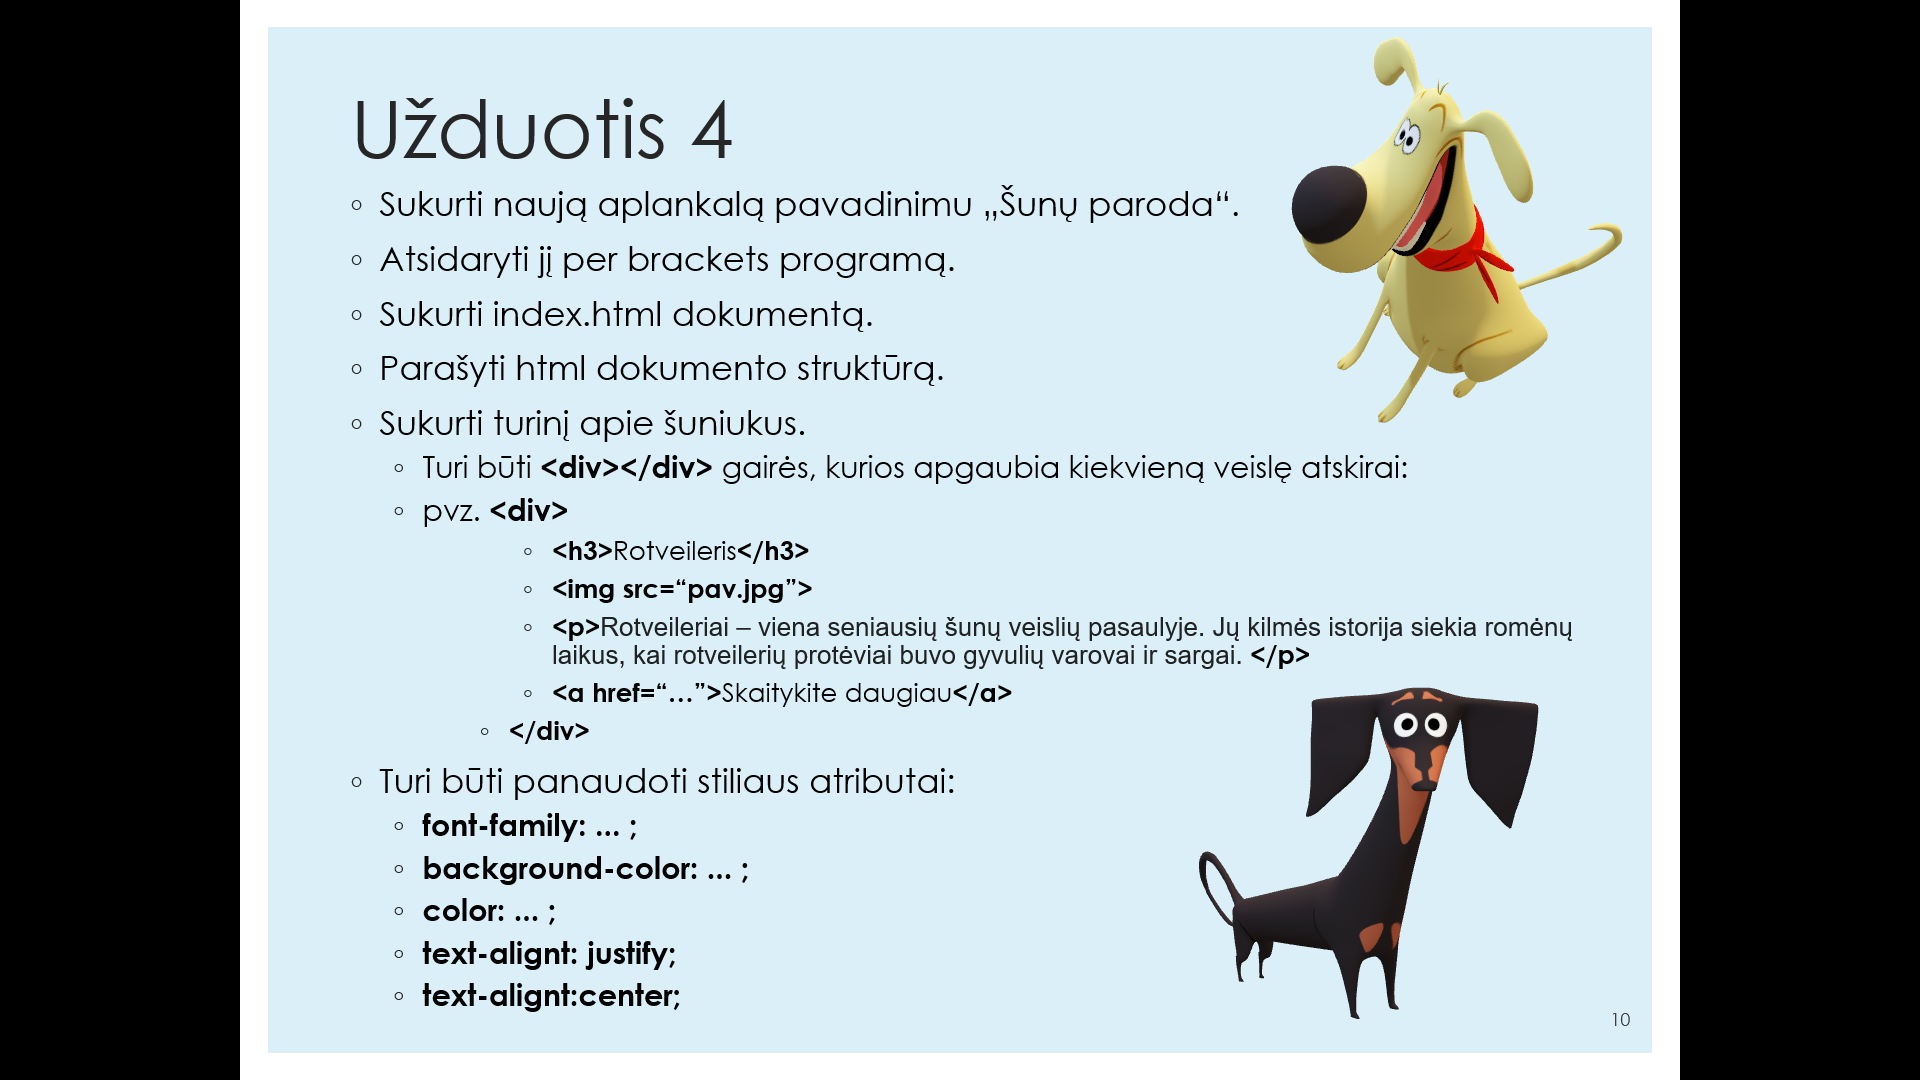 Užduotis 4
◦ Sukurti naują aplankalą pavadinimu „Šunų paroda“.
◦ Atsidaryti jį per brackets programą.
◦ Sukurti index.html dokumentą.
◦ Parašyti html dokumento struktūrą.
◦ Sukurti turinį apie šuniukus.
◦ Turi būti <div></div> gairės, kurios apgaubia kiekvieną veislę atskirai:
◦ pvz. <div>
◦ <h3>Rotveileris</h3>
◦ <img src=“pav.jpg”>
◦ <p>Rotveileriai – viena seniausių šunų veislių pasaulyje. Jų kilmės istorija siekia romėnų
laikus, kai rotveilerių protėviai buvo gyvulių varovai ir sargai. </p>
◦ <a href=“…”>Skaitykite daugiau</a>
◦ </div>
◦ Turi būti panaudoti stiliaus atributai:
◦ font-family: ... ;
◦ background-color: ... ;
◦ color: ... ;
◦ text-alignt: justify;
◦ text-alignt:center;
10